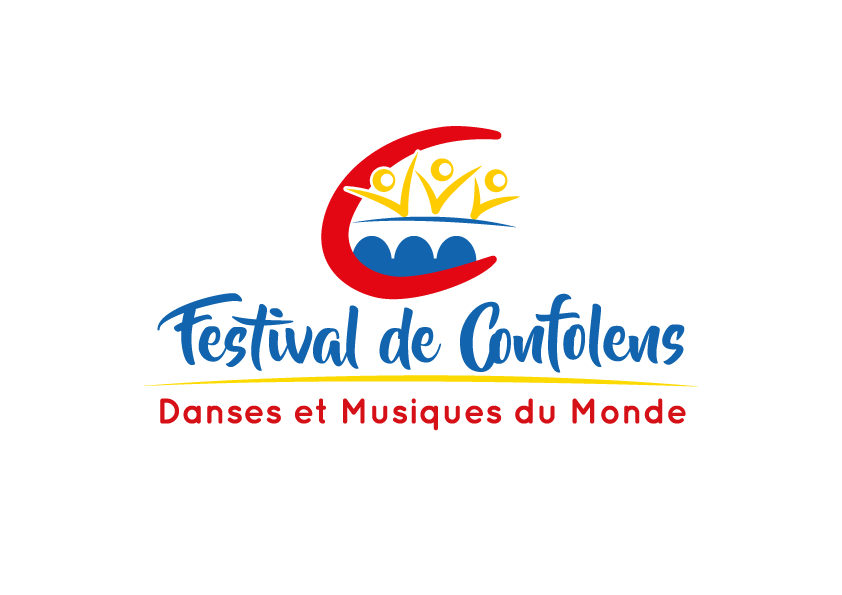 Festival de Confolens
Danses et Musiques du Monde